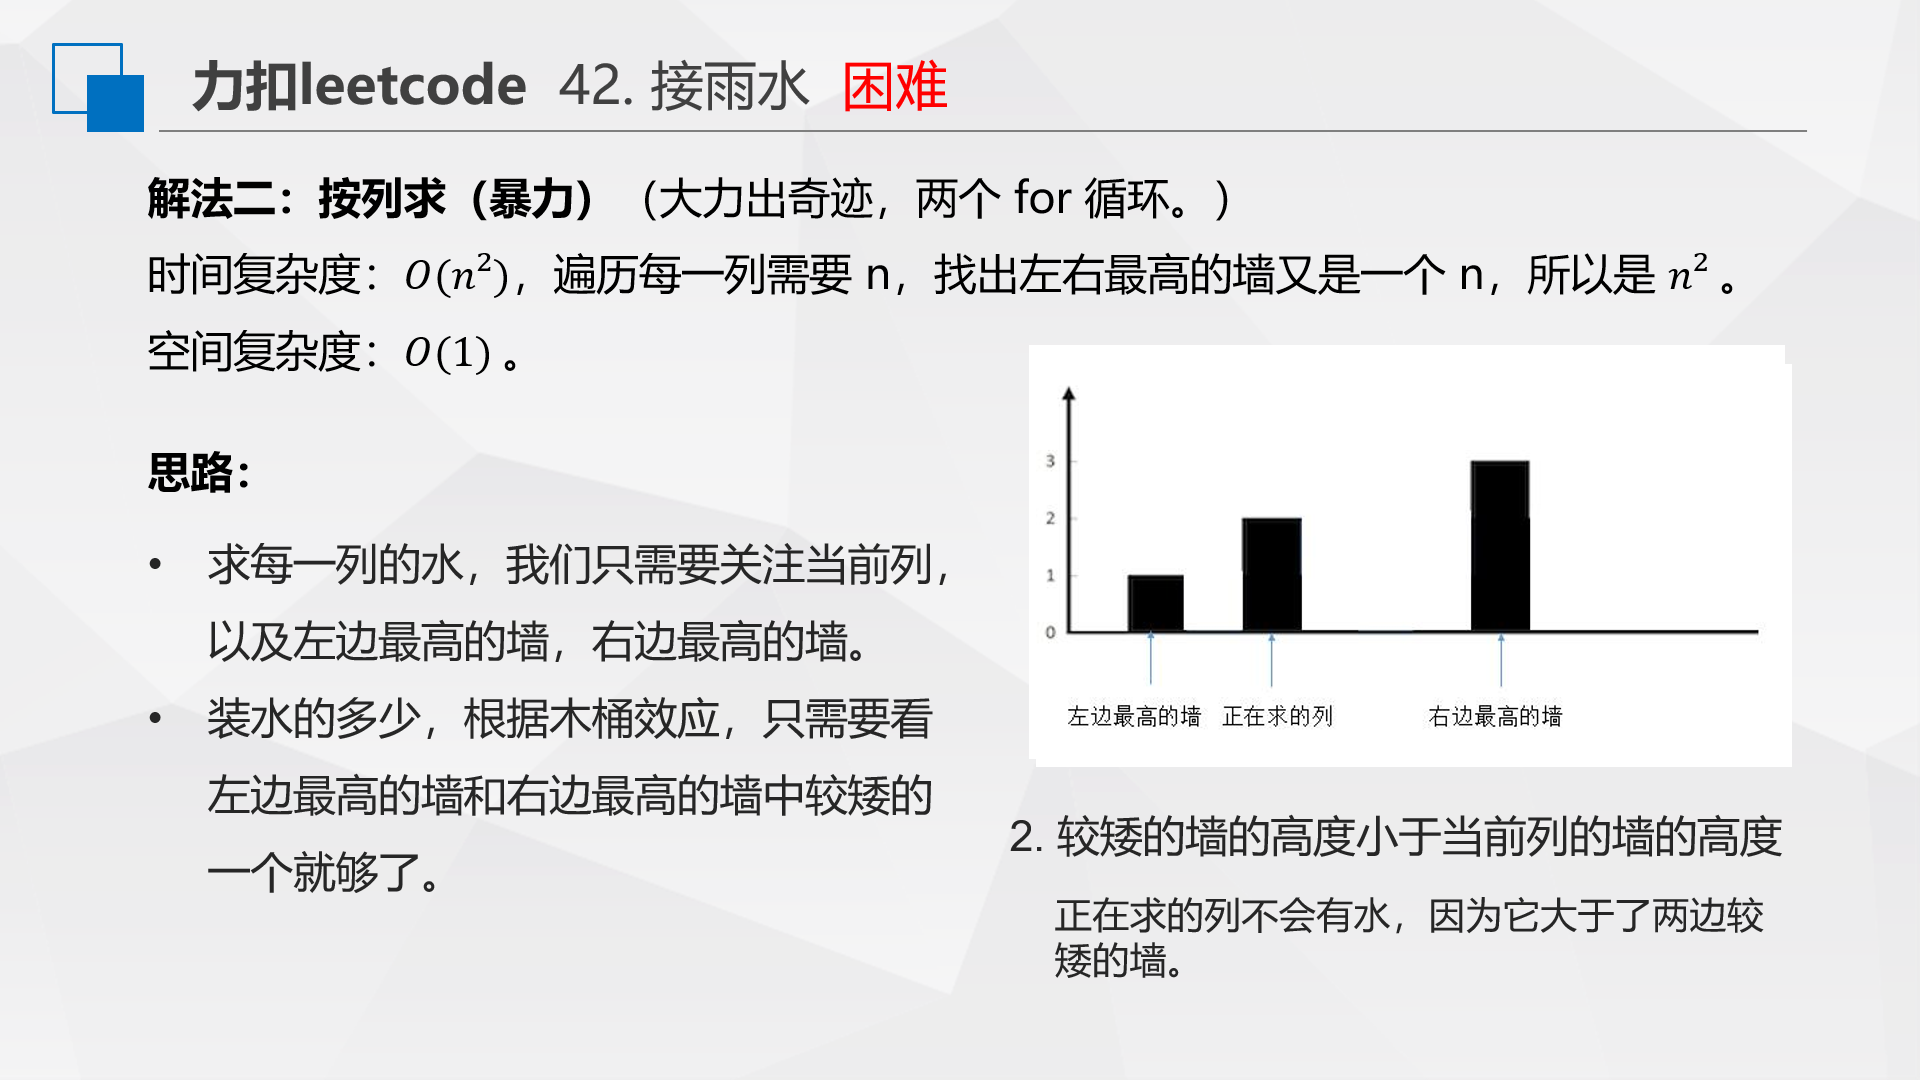 力扣leetcode 42. 接雨水 困难
解法二：按列求（暴力）（大力出奇迹，两个 for 循环。）
时间复杂度：O(n²)，遍历每一列需要 n，找出左右最高的墙又是一个 n，所以是 n² 。
空间复杂度：O(1) 。
思路：
• 求每一列的水，我们只需要关注当前列，
以及左边最高的墙，右边最高的墙。
• 装水的多少，根据木桶效应，只需要看
左边最高的墙和右边最高的墙中较矮的
一个就够了。
3
2
1
0
左边最高的墙 正在求的列 右边最高的墙
2. 较矮的墙的高度小于当前列的墙的高度
正在求的列不会有水，因为它大于了两边较
矮的墙。